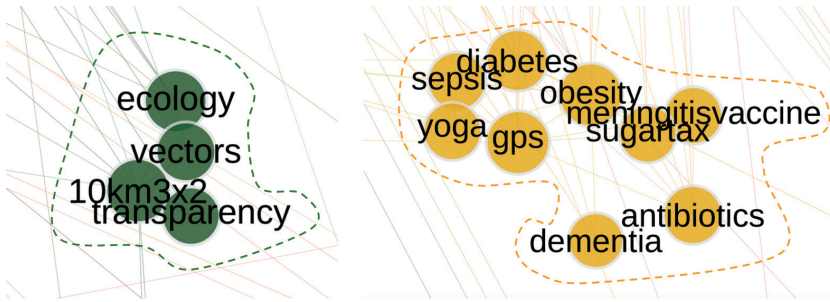 ecology
vectors
10km3x2
transparency
diabetes
sepsis
obesity
meningitisvaccine
yoga
gps
sugartax
antibiotics
dementia